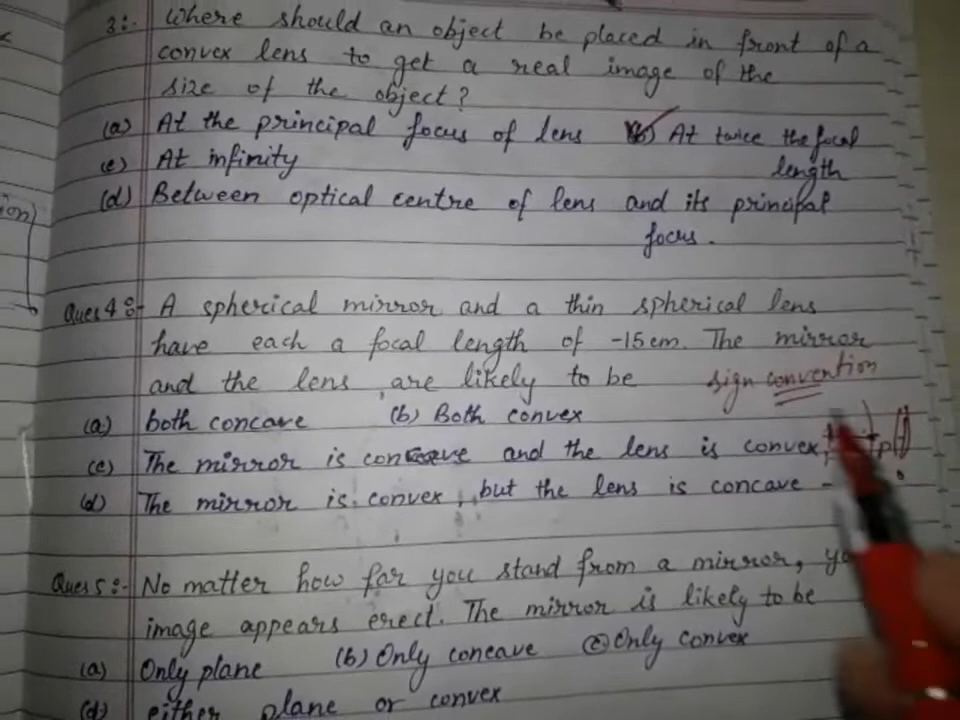 3:- Where should an object be placed in front of a
convex lens to get a real image of the
size of the object?
(a) At the principal focus of lens (b) At twice the focal
length
(c) At infinity
(d) Between optical centre of lens and its principal
focus.
ion)
Ques 4:- A spherical mirror and a thin spherical lens
have each a focal length of -15 cm. The mirror
and the lens are likely to be
sign convention
(a) both concave (b) Both convex
(c) The mirror is concave and the lens is convex
(d) The mirror is convex, but the lens is concave -
Ques 5:- No matter how far you stand from a mirror,
image appears erect. The mirror is likely to be
(a) Only plane (b) Only concave (c) Only convex
(d) either plane or convex